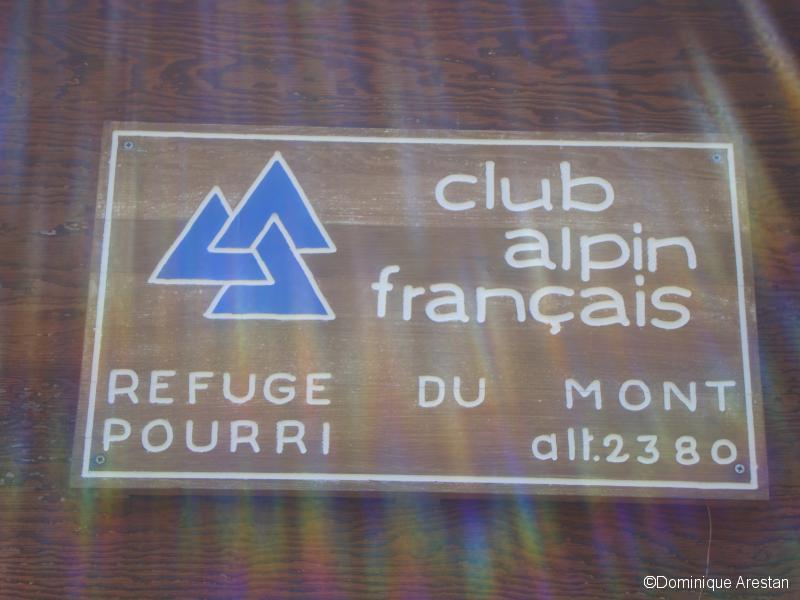 club
alpin
français
REFUGE DU MONT
POURRI alt.2380
©Dominique Arestan